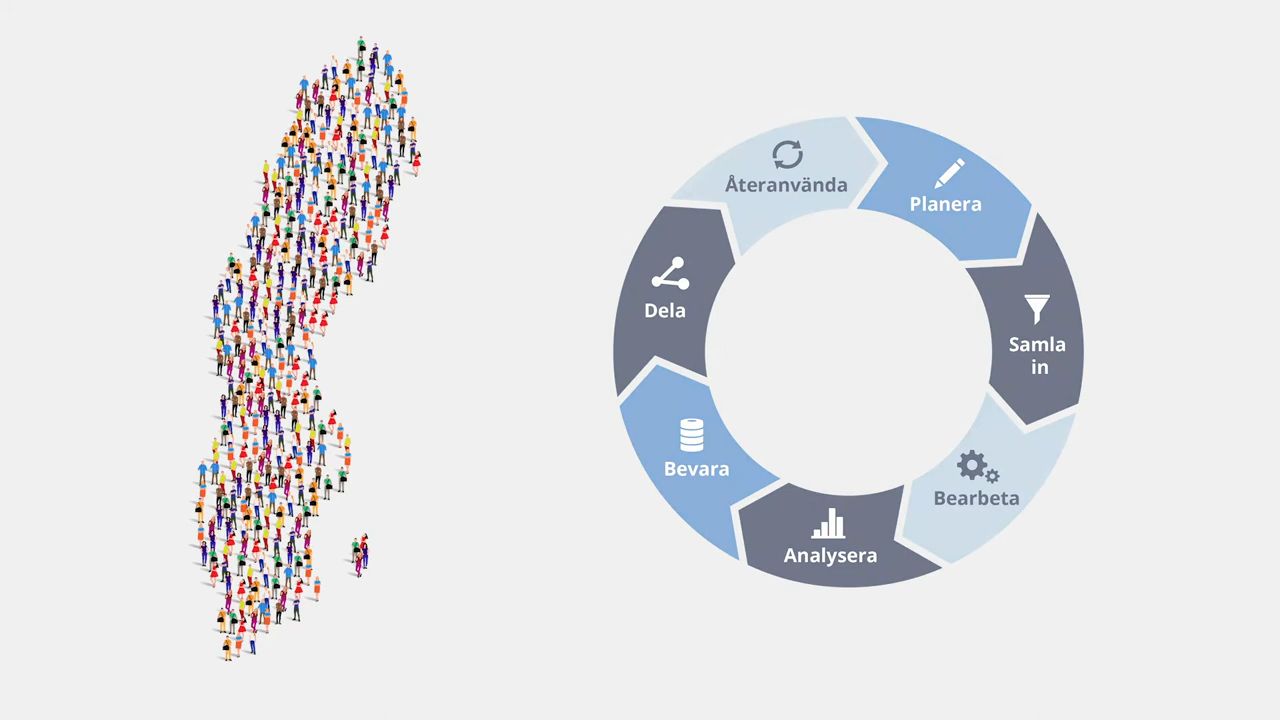 Återanvända
Planera
Samla
in
Bearbeta
Analysera
Bevara
Dela